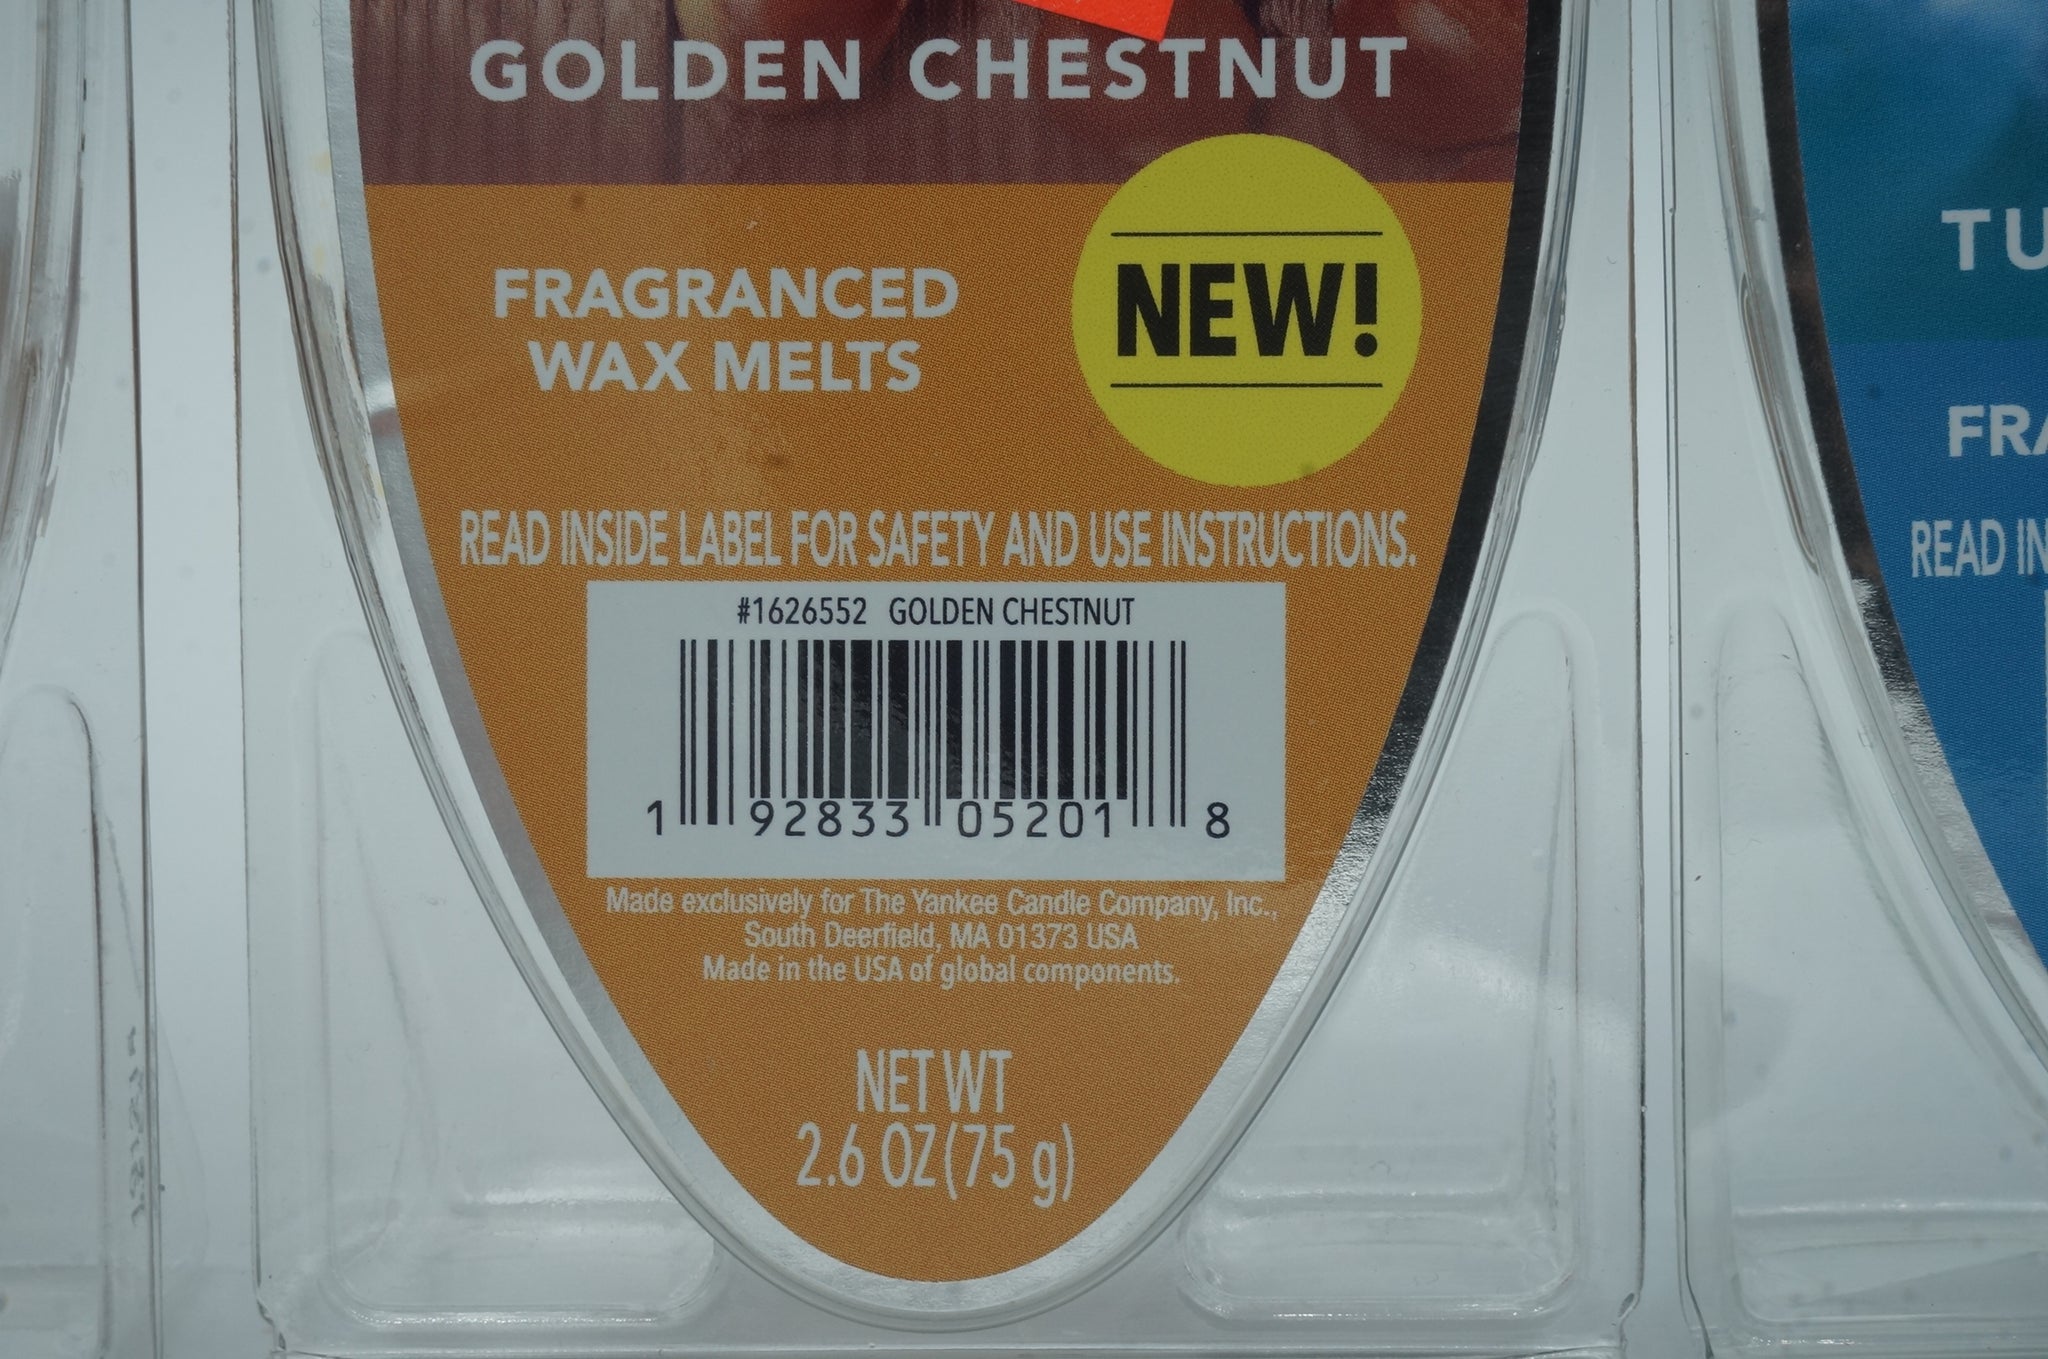 GOLDEN CHESTNUT
FRAGRANCED
WAX MELTS
NEW!
READ INSIDE LABEL FOR SAFETY AND USE INSTRUCTIONS.
#1626552 GOLDEN CHESTNUT
1 92833 05201 8
Made exclusively for The Yankee Candle Company, Inc.,
South Deerfield, MA 01373 USA
Made in the USA of global components.
NET WT
2.6 OZ (75 g)
TU
FRA
READ IN